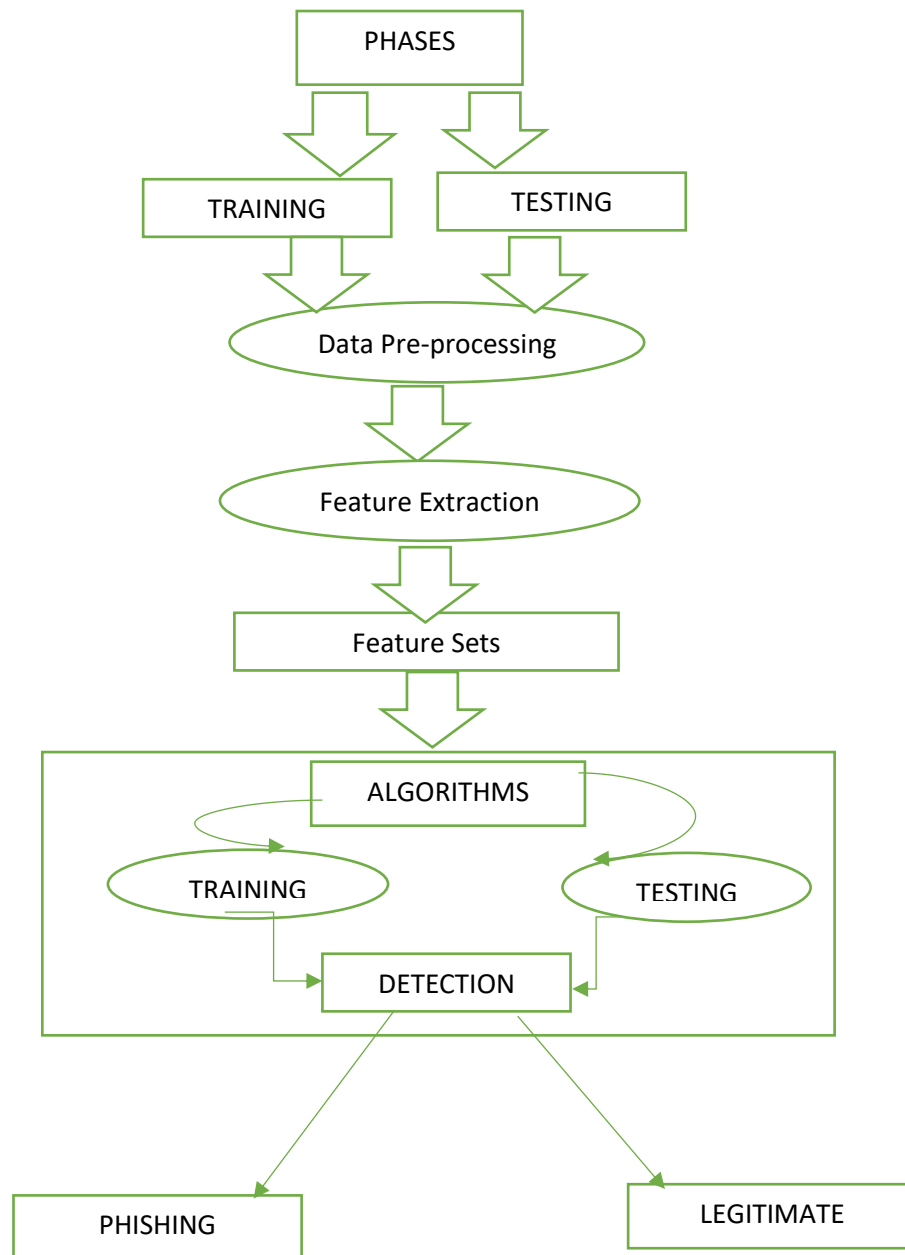 PHASES
TRAINING
TESTING
Data Pre-processing
Feature Extraction
Feature Sets
ALGORITHMS
TRAINING
TESTING
DETECTION
PHISHING
LEGITIMATE